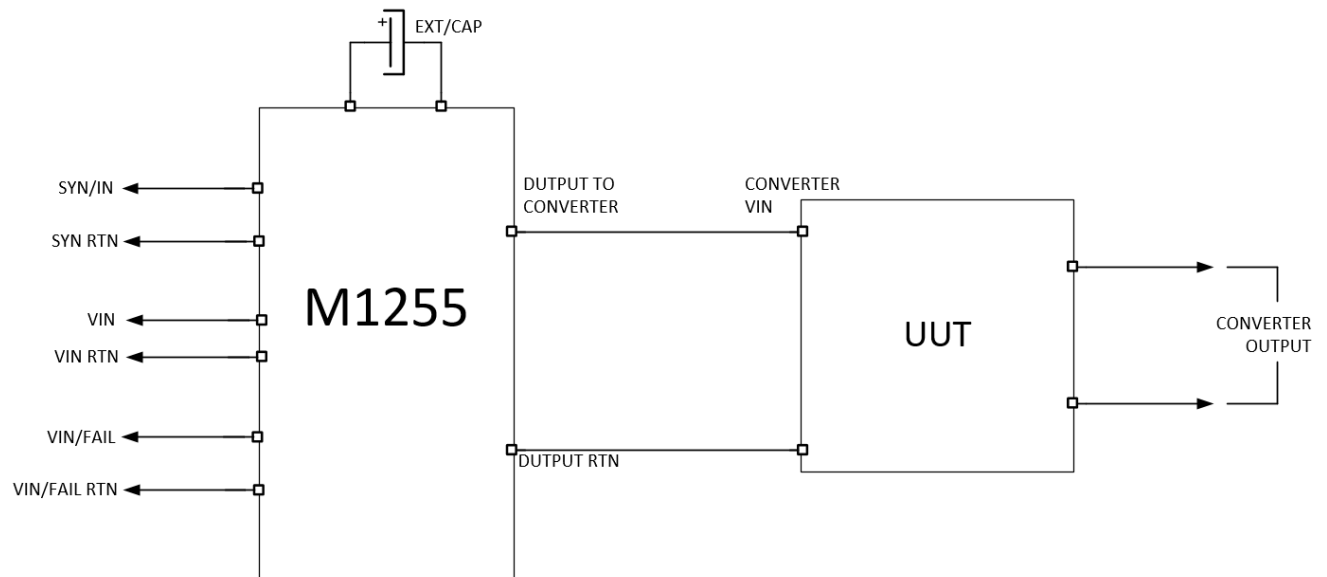 +
EXT/CAP
SYN/IN
SYN RTN
VIN
VIN RTN
VIN/FAIL
VIN/FAIL RTN
M1255
DUTPUT TO
CONVERTER
DUTPUT RTN
CONVERTER
VIN
UUT
CONVERTER
OUTPUT